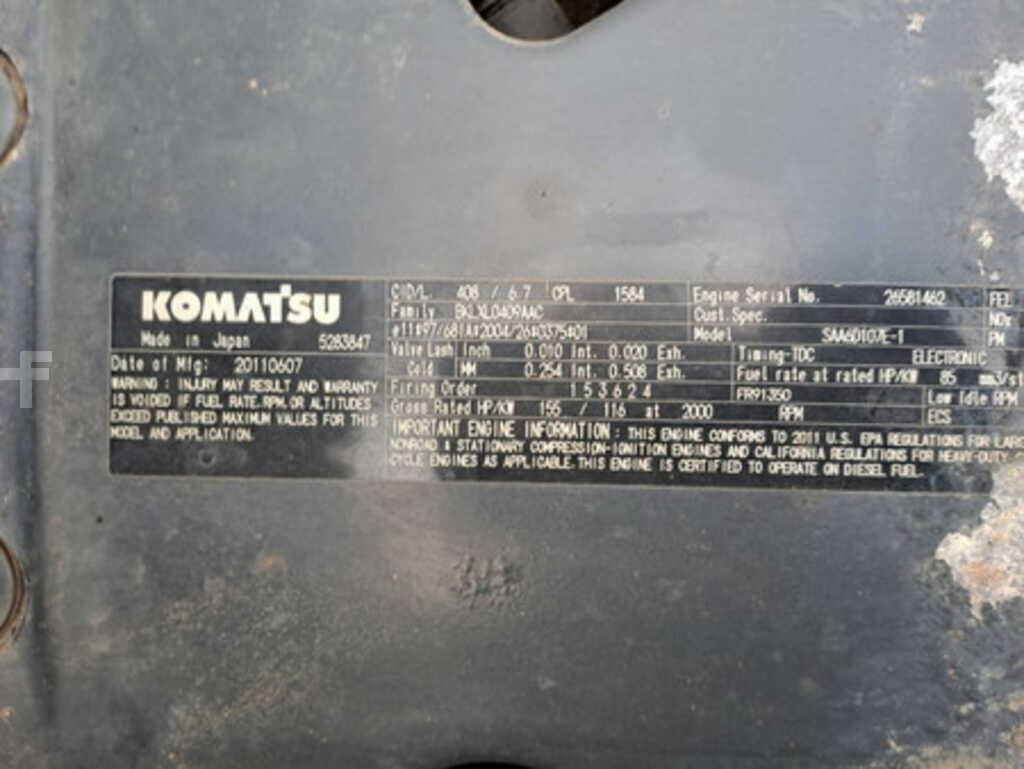 KOMATSU
Made in Japan 5283847
Date of Mfg: 20110607
WARNING : INJURY MAY RESULT AND WARRANTY
IS VOIDED IF FUEL RATE.RPM.OR ALTITUDE
EXCEED PUBLISHED MAXIMUM VALUES FOR THIS
MODEL AND APPLICATION.
C I D/L. 408 / 6.7 CPL 1584 Engine Serial No. 26581462 FEL
Family Cust.Spec. NOx
Model SAA6D107E-1 PM
Valve Lash Inch 0.010 Int. 0.020 Exh. Timing-TDC ELECTRONIC
Cold MM 0.254 Int. 0.508 Exh. Fuel rate at rated HP/KW 85 mm3/st
Firing Order 1 5 3 6 2 4 FR91350 Low Idle RPM
Gross Rated HP/KW 156 / 116 at 2000 RPM ECS
IMPORTANT ENGINE INFORMATION : THIS ENGINE CONFORMS TO 2011 U.S. EPA REGULATIONS FOR LARG
NONROAD & STATIONARY COMPRESSION-IGNITION ENGINES AND CALIFORNIA REGULATIONS FOR HEAVY-DUTY,
CYCLE ENGINES AS APPLICABLE.THIS ENGINE IS CERTIFIED TO OPERATE ON DIESEL FUEL.